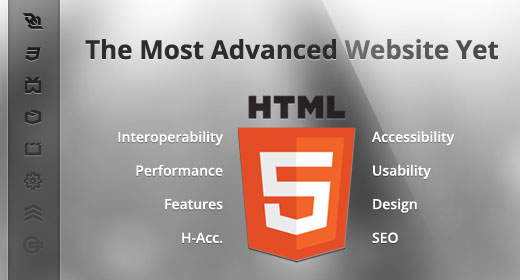 The Most Advanced Website Yet
HTML
5
Interoperability
Performance
Features
H-Acc.
Accessibility
Usability
Design
SEO